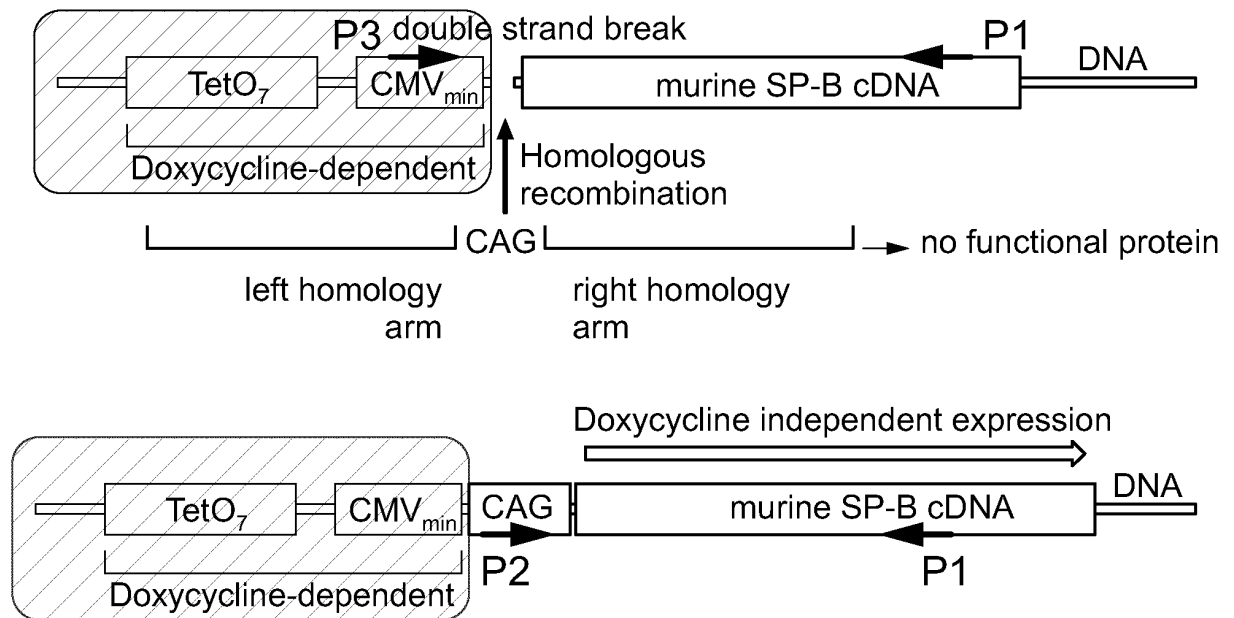 P3 double strand break P1
TetO₇ CMVmin murine SP-B cDNA DNA
Doxycycline-dependent
Homologous
recombination
CAG no functional protein
left homology
arm
right homology
arm
Doxycycline independent expression
TetO₇ CMVmin CAG murine SP-B cDNA DNA
P2 P1
Doxycycline-dependent